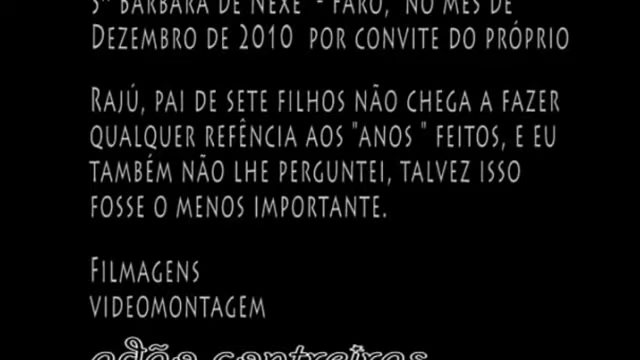 Sª BÁRBARA DE NEXE - FARO, NO MÊS DE
DEZEMBRO DE 2010 POR CONVITE DO PRÓPRIO
RAJÚ, PAI DE SETE FILHOS NÃO CHEGA A FAZER
QUALQUER REFÊNCIA AOS "ANOS " FEITOS, E EU
TAMBÉM NÃO LHE PERGUNTEI, TALVEZ ISSO
FOSSE O MENOS IMPORTANTE.
FILMAGENS
VIDEOMONTAGEM
adão contreiras